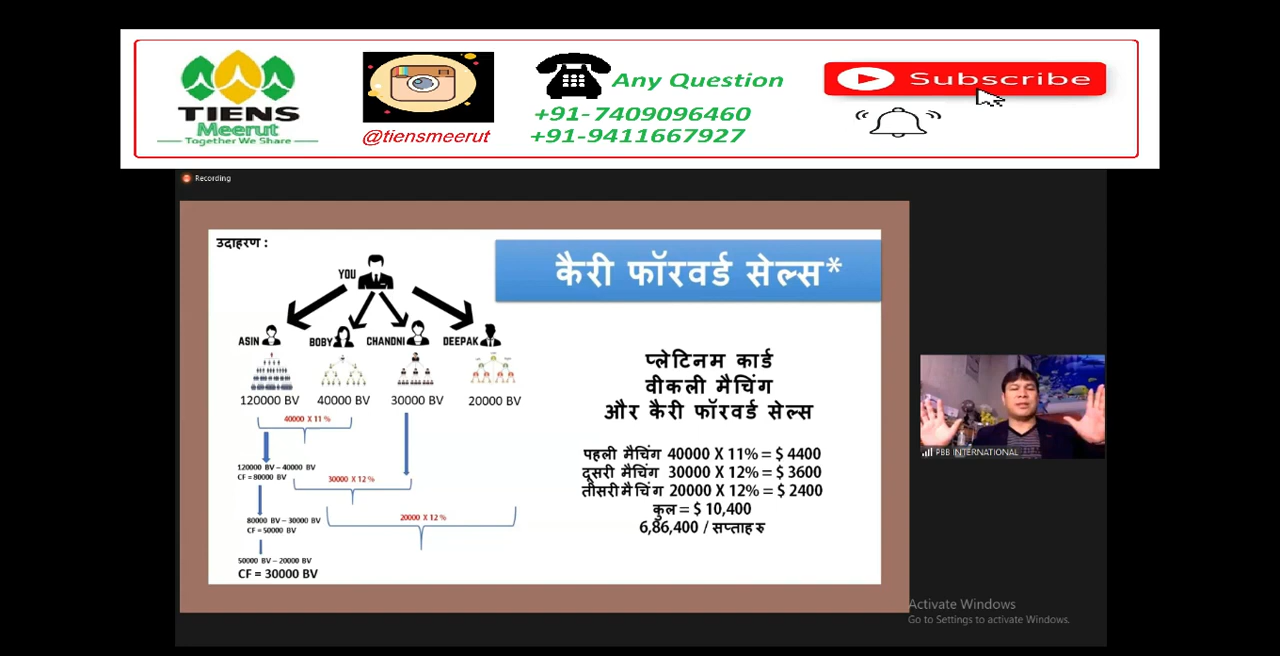 TIENS
Meerut
Together We Share
@tiensmeerut
Any Question
+91-7409096460
+91-9411667927
Subscribe
Recording
उदाहरण :
YOU
कैरी फॉरवर्ड सेल्स*
ASIN BOBY CHANDNI DEEPAK
120000 BV 40000 BV 30000 BV 20000 BV
40000 X 11 %
120000 BV – 40000 BV
CF = 80000 BV
30000 X 12 %
80000 BV – 30000 BV
CF = 50000 BV
20000 X 12 %
50000 BV – 20000 BV
CF = 30000 BV
प्लेटिनम कार्ड
वीकली मैचिंग
और कैरी फॉरवर्ड सेल्स
पहली मैचिंग 40000 X 11% = $ 4400
दूसरी मैचिंग 30000 X 12% = $ 3600
तीसरी मैचिंग 20000 X 12% = $ 2400
कुल = $ 10,400
6,86,400 / सप्ताह रु
PBB INTERNATIONAL
Activate Windows
Go to Settings to activate Windows.